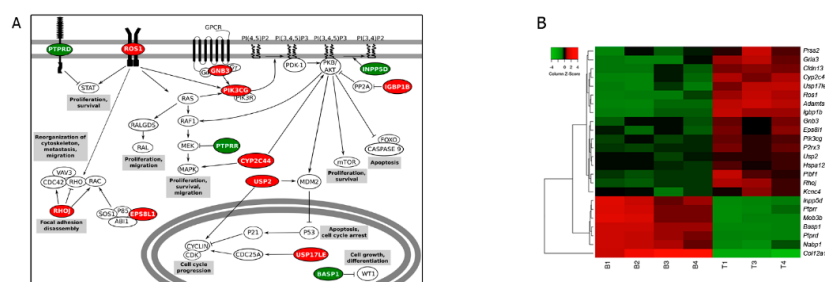 A
B
GPCR
PI(4,5)P2 PI(3,4,5)P3 PI(3,4,5)P3 PI(3,4)P2
PTPRD
ROS1
GNB3
PDK-1
PKB/
AKT
INPP5D
STAT
PIK3CG
PIK3R
PP2A
IGBP1B
Proliferation,
survival
RAS
RALGDS
RAF1
Reorganization of
cytoskeleton,
metastasis,
migration
RAL
MEK
PTPRR
FOXO
CASPASE 9
Proliferation,
migration
CYP2C44
mTOR
Apoptosis
VAV3
CDC42
RHO
RAC
MAPK
Proliferation,
survival,
migration
USP2
MDM2
Proliferation,
survival
RHOJ
SOS1
ABI1
EPS8L1
Focal adhesion
disassembly
P21
P53
Apoptosis,
cell cycle arrest
CYCLIN
CDK
CDC25A
USP17LE
Cell growth,
differentiation
Cell cycle
progression
BASP1
WT1
-4 -2 0 2 4
Column Z-Score
Prss2
Gria3
Cldn13
Cyp2c4
Usp17le
Ros1
Adamts
Igbp1b
Gnb3
Eps8l1
Pik3cg
P2rx3
Usp2
Hspa12
Rhoj
Kcnc4
Inpp5d
Ptprr
Mob3b
Basp1
Ptprd
Nabp1
Col12a1
B1 B2 B3 B4 T1 T3 T4